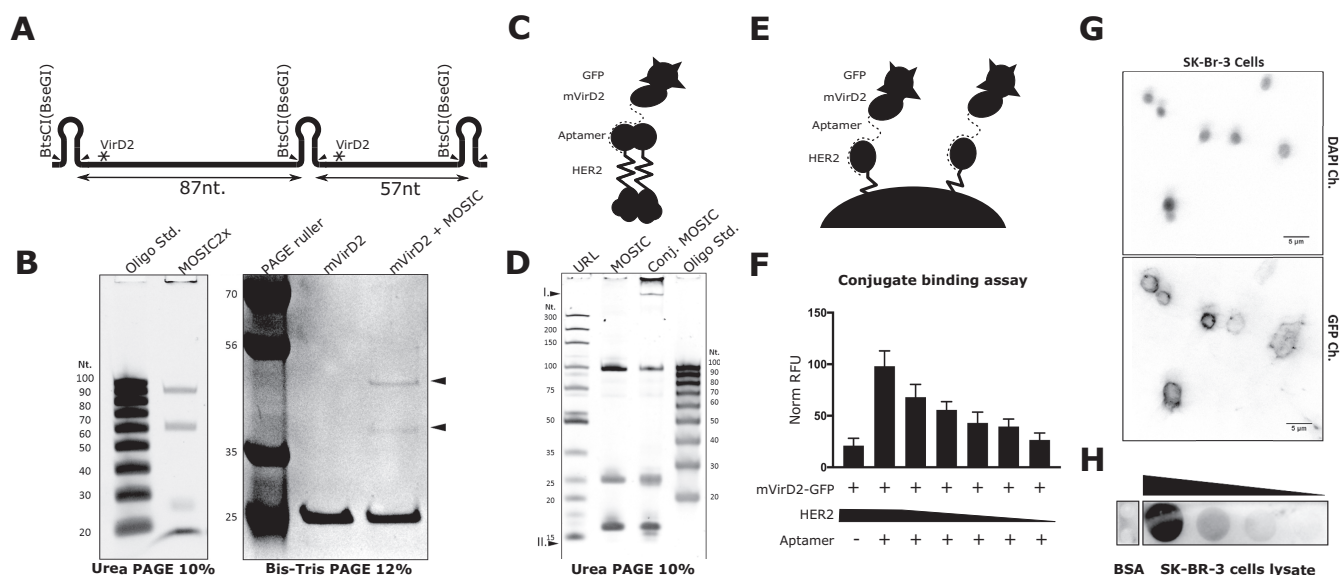 A
BtsCI(BseGI)
VirD2
BtsCI(BseGI)
VirD2
BtsCI(BseGI)
87nt.
57nt
B
Oligo Std.
MOSIC2x
Nt.
100
90
80
70
60
50
40
30
20
Urea PAGE 10%
PAGE ruller
mVirD2
mVirD2 + MOSIC
70
56
35
25
Bis-Tris PAGE 12%
C
GFP
mVirD2
Aptamer
HER2
D
URL
MOSIC
Conj. MOSIC
Oligo Std.
I.
Nt.
300
200
150
100
75
50
35
25
20
15
II.
Nt.
100
90
80
70
60
50
40
30
20
Urea PAGE 10%
E
GFP
mVirD2
Aptamer
HER2
F
Conjugate binding assay
Norm RFU
150
100
50
0
mVirD2-GFP + + + + + + +
HER2
Aptamer - + + + + + +
G
SK-Br-3 Cells
DAPI Ch.
5 µm
GFP Ch.
5 µm
H
BSA SK-BR-3 cells lysate